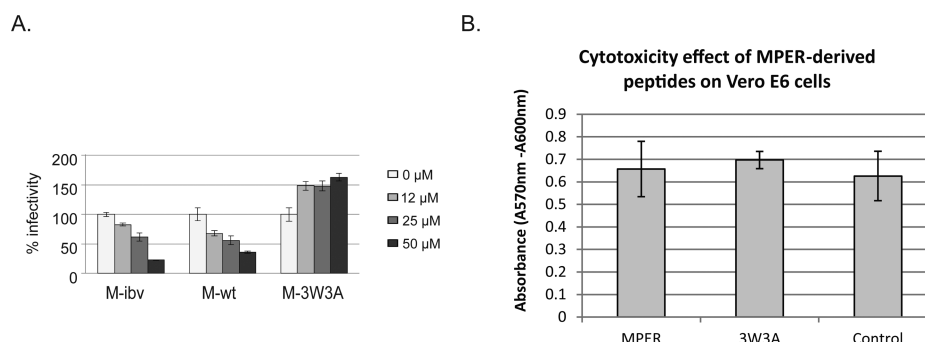 A.
% infectivity
200
150
100
50
0
M-ibv M-wt M-3W3A
0 µM
12 µM
25 µM
50 µM
B.
Cytotoxicity effect of MPER-derived
peptides on Vero E6 cells
Absorbance (A570nm -A600nm)
0.9
0.8
0.7
0.6
0.5
0.4
0.3
0.2
0.1
0
MPER 3W3A Control